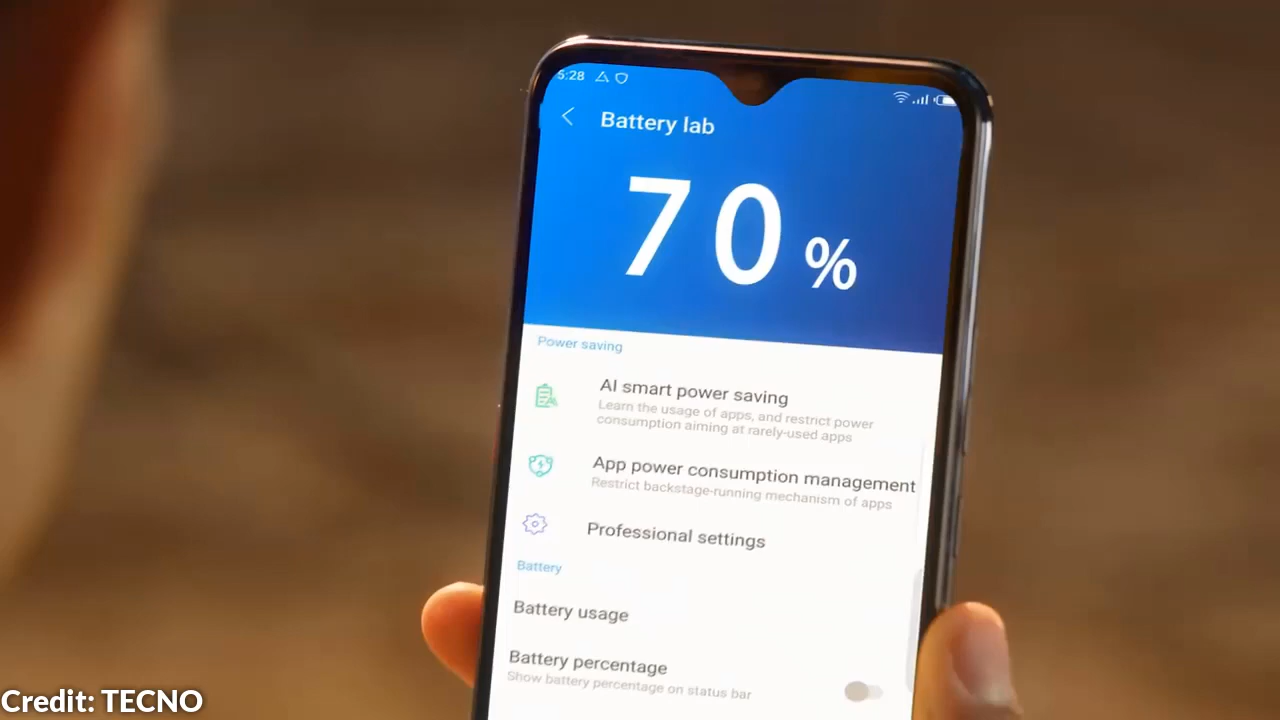 5:28
Battery lab
70%
Power saving
AI smart power saving
Learn the usage of apps, and restrict power
consumption aiming at rarely-used apps
App power consumption management
Restrict backstage-running mechanism of apps
Professional settings
Battery
Battery usage
Battery percentage
Show battery percentage on status bar
Credit: TECNO